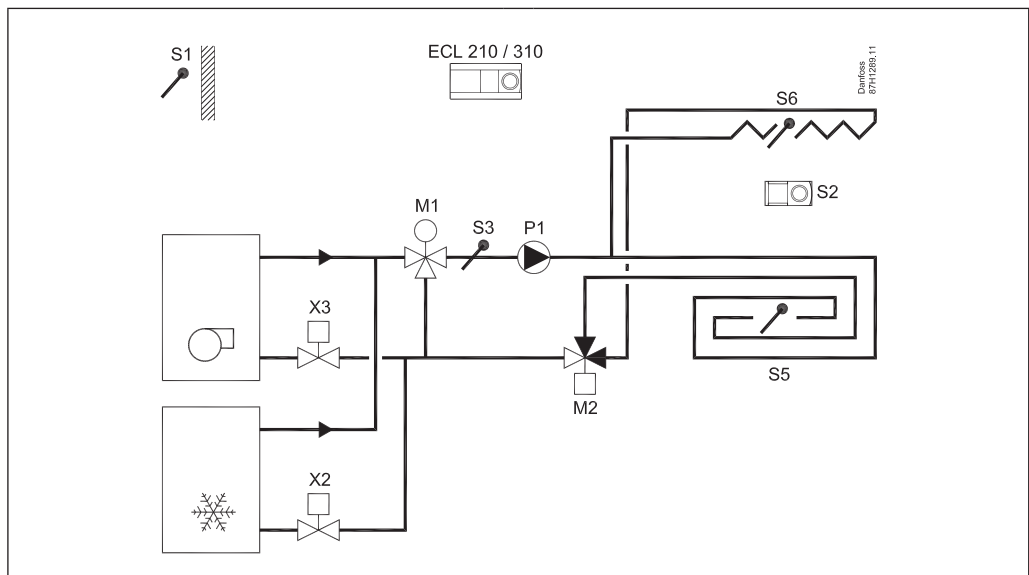 S1
ECL 210 / 310
Danfoss
87H1289.11
S6
S2
M1
S3
P1
X3
S5
M2
X2